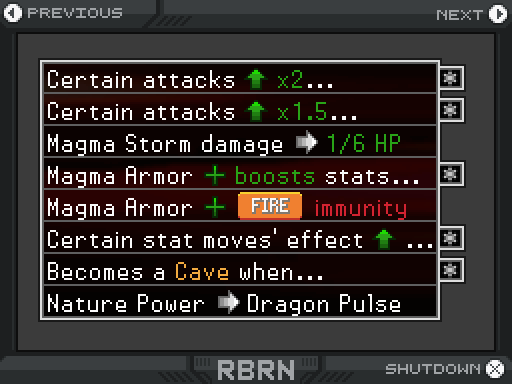 PREVIOUS
NEXT
Certain attacks ⬆ x2...
Certain attacks ⬆ x1.5...
Magma Storm damage ➡ 1/6 HP
Magma Armor + boosts stats...
Magma Armor + FIRE immunity
Certain stat moves' effect ⬆ ...
Becomes a Cave when...
Nature Power ➡ Dragon Pulse
RBRN
SHUTDOWN